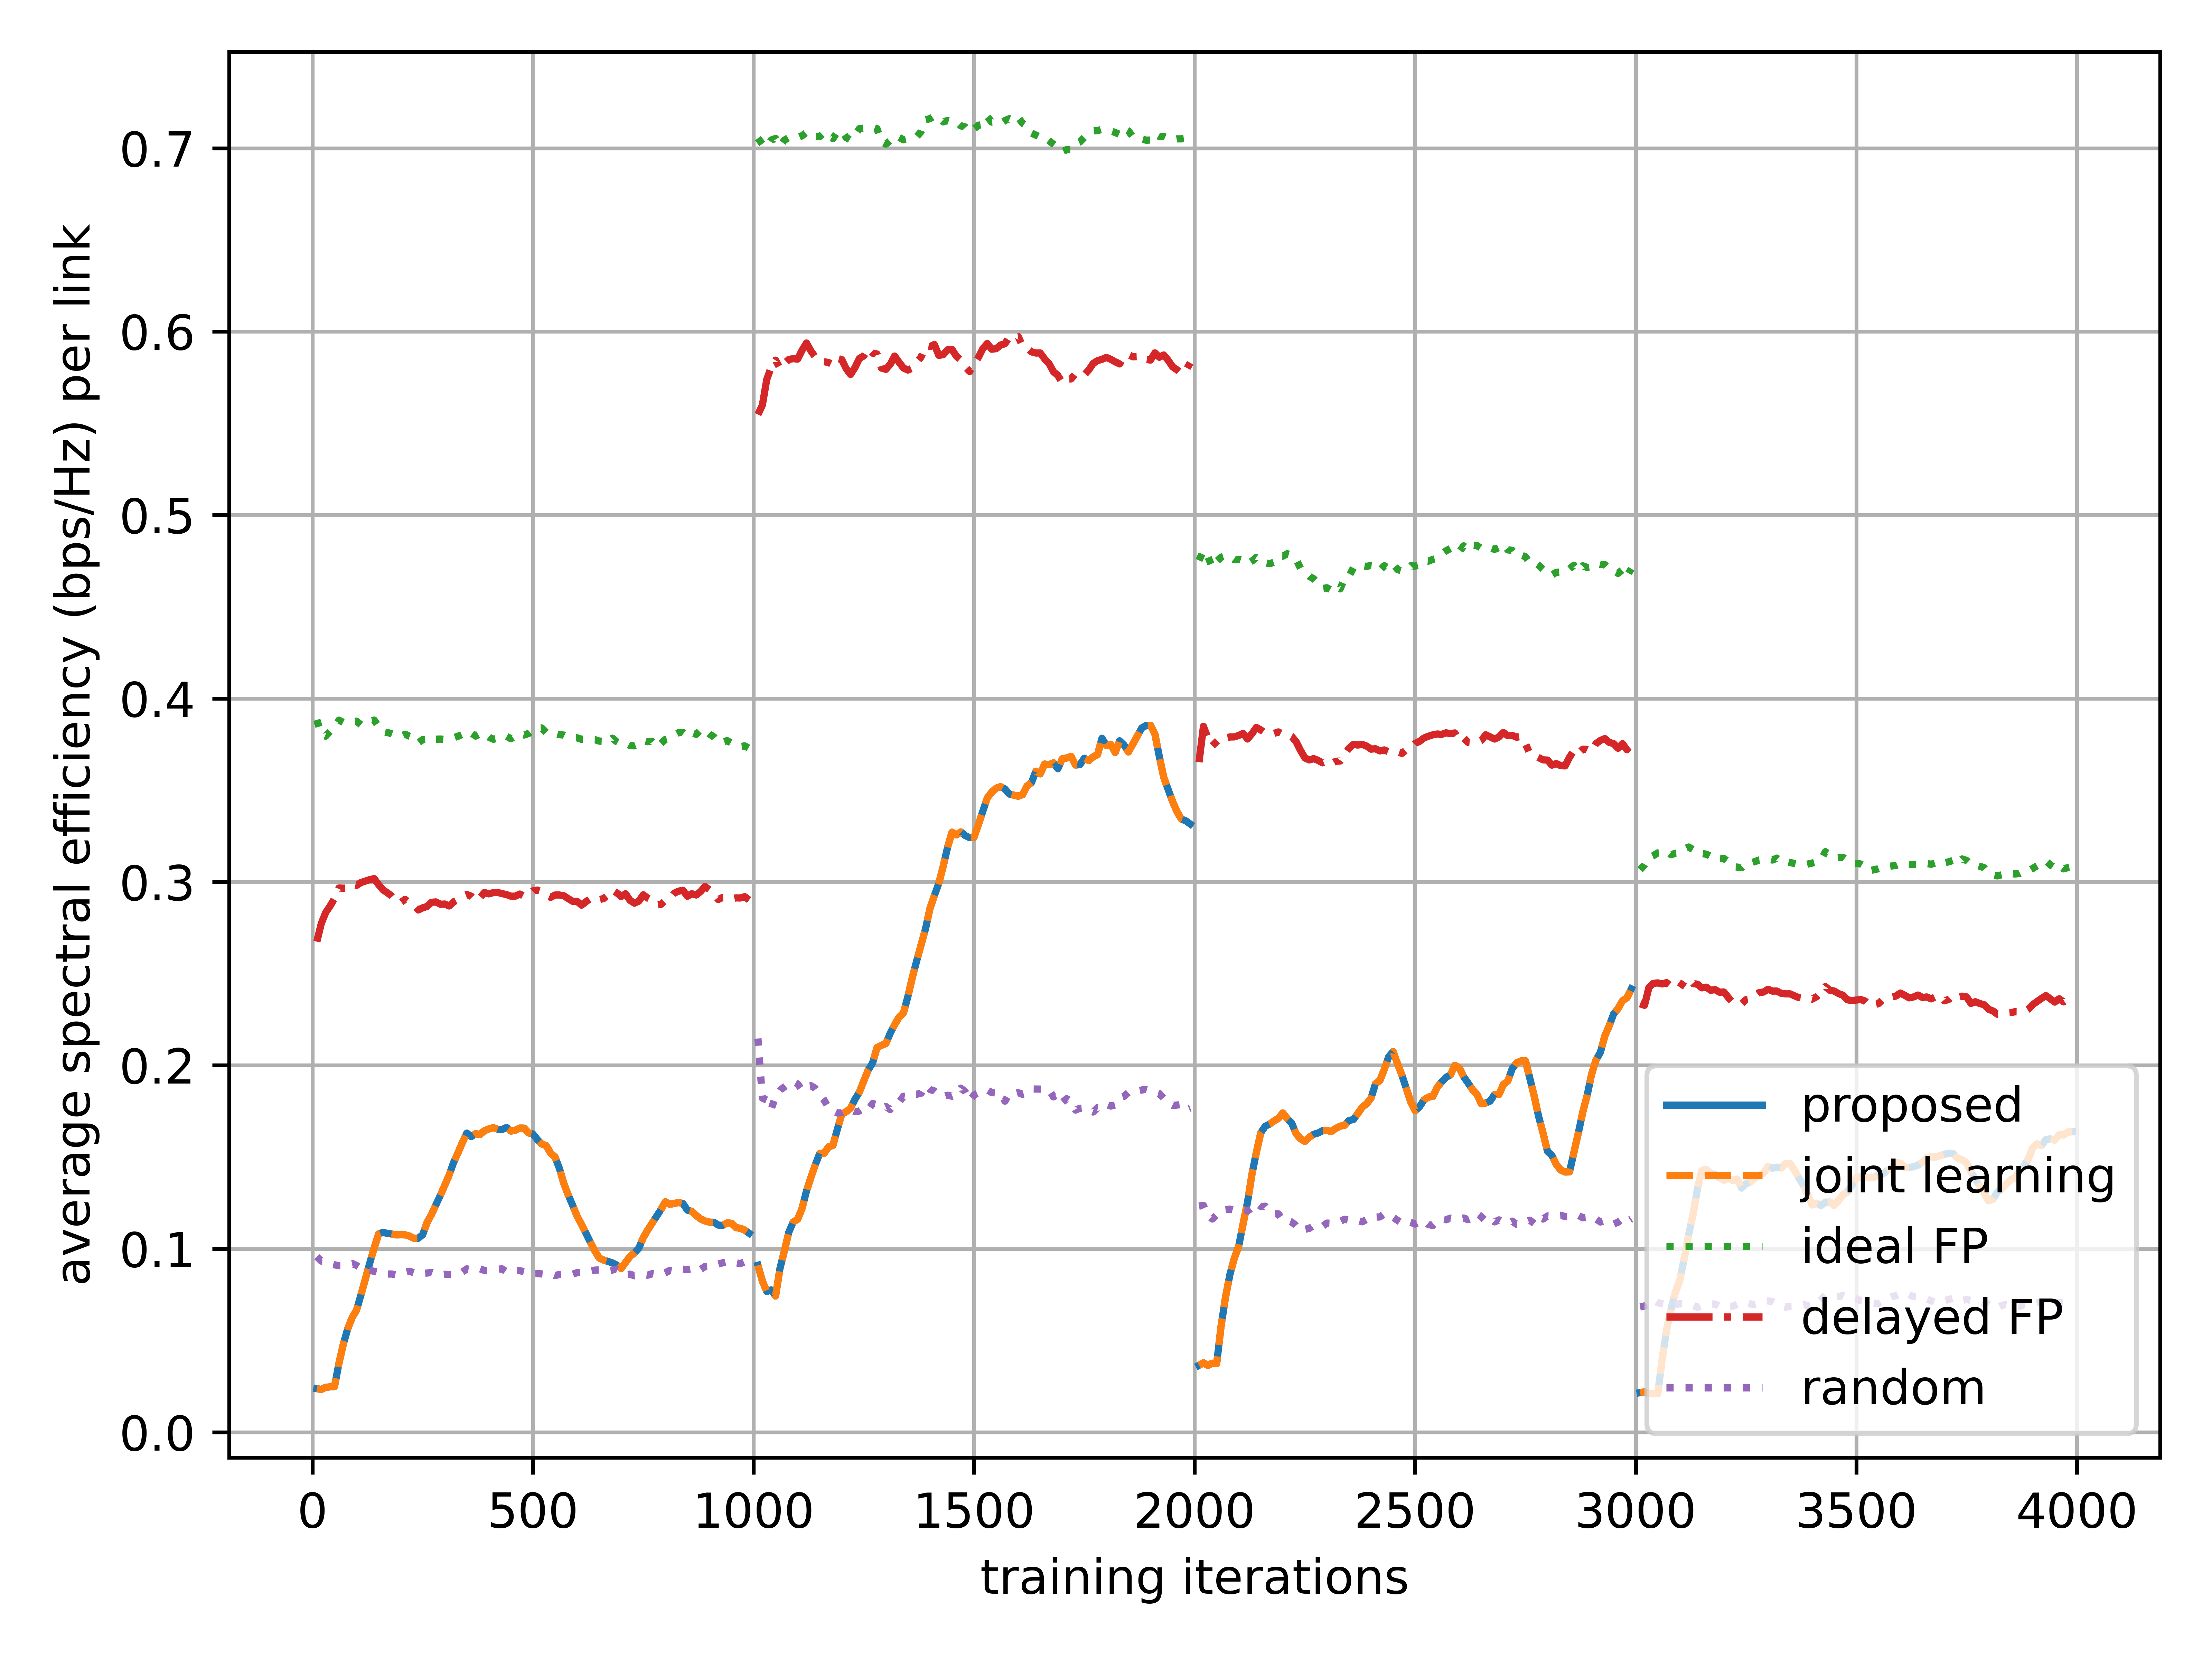 average spectral efficiency (bps/Hz) per link
0.7
0.6
0.5
0.4
0.3
0.2
0.1
0.0
proposed
joint learning
ideal FP
delayed FP
random
0 500 1000 1500 2000 2500 3000 3500 4000
training iterations